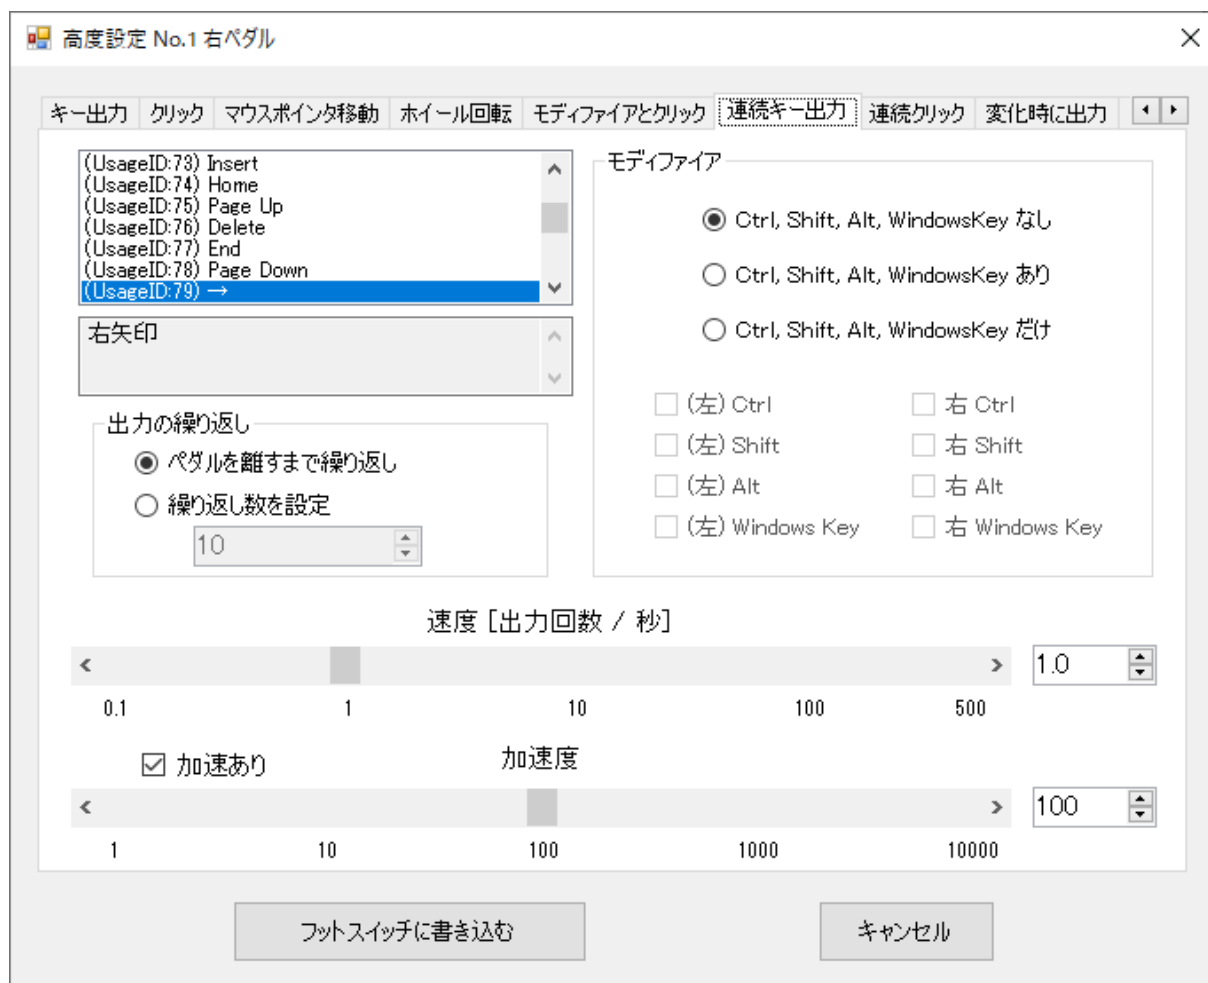 高度設定 No.1 右ペダル
キー出力 クリック マウスポインタ移動 ホイール回転 モディファイアとクリック 連続キー出力 連続クリック 変化時に出力
(UsageID:73) Insert
(UsageID:74) Home
(UsageID:75) Page Up
(UsageID:76) Delete
(UsageID:77) End
(UsageID:78) Page Down
(UsageID:79) →
右矢印
出力の繰り返し
ペダルを離すまで繰り返し
繰り返し数を設定
10
モディファイア
Ctrl, Shift, Alt, WindowsKey なし
Ctrl, Shift, Alt, WindowsKey あり
Ctrl, Shift, Alt, WindowsKey だけ
(左) Ctrl 右 Ctrl
(左) Shift 右 Shift
(左) Alt 右 Alt
(左) Windows Key 右 Windows Key
速度 [出力回数 / 秒]
1.0
0.1 1 10 100 500
加速あり 加速度
100
1 10 100 1000 10000
フットスイッチに書き込む キャンセル